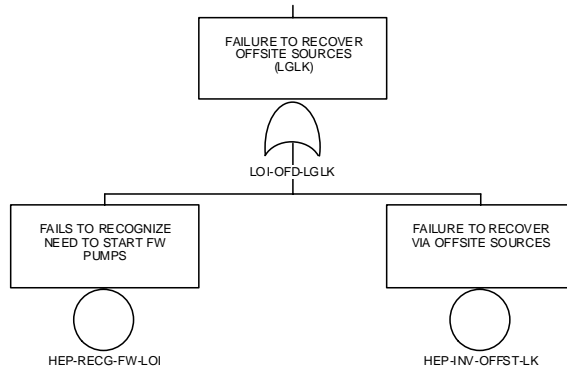 FAILURE TO RECOVER
OFFSITE SOURCES
(LGLK)
LOI-OFD-LGLK
FAILS TO RECOGNIZE
NEED TO START FW
PUMPS
HEP-RECG-FW-LOI
FAILURE TO RECOVER
VIA OFFSITE SOURCES
HEP-INV-OFFST-LK